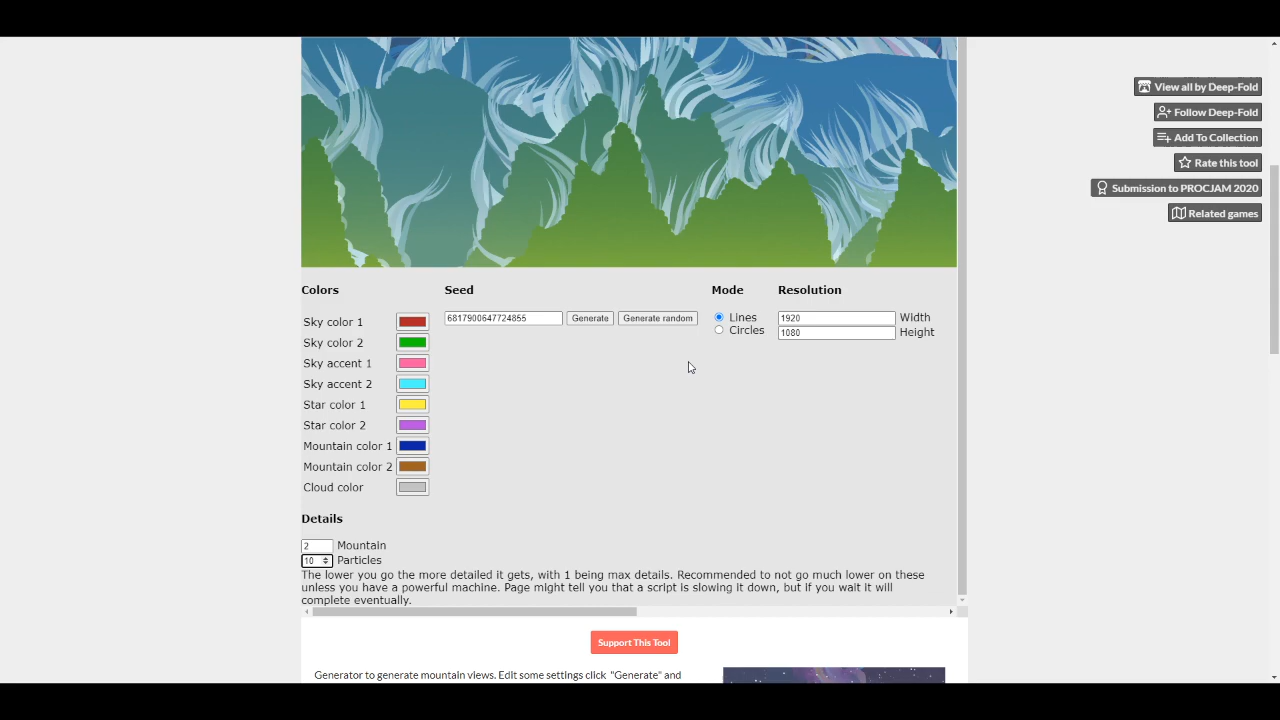 View all by Deep-Fold
Follow Deep-Fold
Add To Collection
Rate this tool
Submission to PROCJAM 2020
Related games
Colors
Seed
Mode
Resolution
Sky color 1
Sky color 2
Sky accent 1
Sky accent 2
Star color 1
Star color 2
Mountain color 1
Mountain color 2
Cloud color
6817900647724855 Generate Generate random
Lines
Circles
1920 Width
1080 Height
Details
2 Mountain
10 Particles
The lower you go the more detailed it gets, with 1 being max details. Recommended to not go much lower on these
unless you have a powerful machine. Page might tell you that a script is slowing it down, but if you wait it will
complete eventually.
Support This Tool
Generator to generate mountain views. Edit some settings click "Generate" and